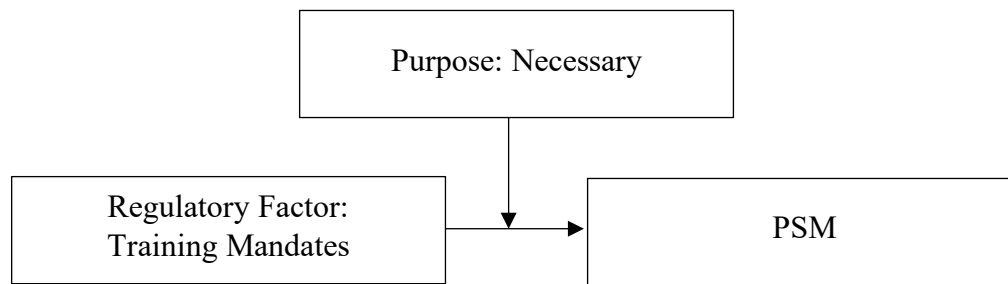 Purpose: Necessary
Regulatory Factor:
Training Mandates
PSM